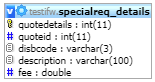 testifw.specialreq_details
quotedetails : int(11)
quoteid : int(11)
disbcode : varchar(3)
description : varchar(100)
fee : double